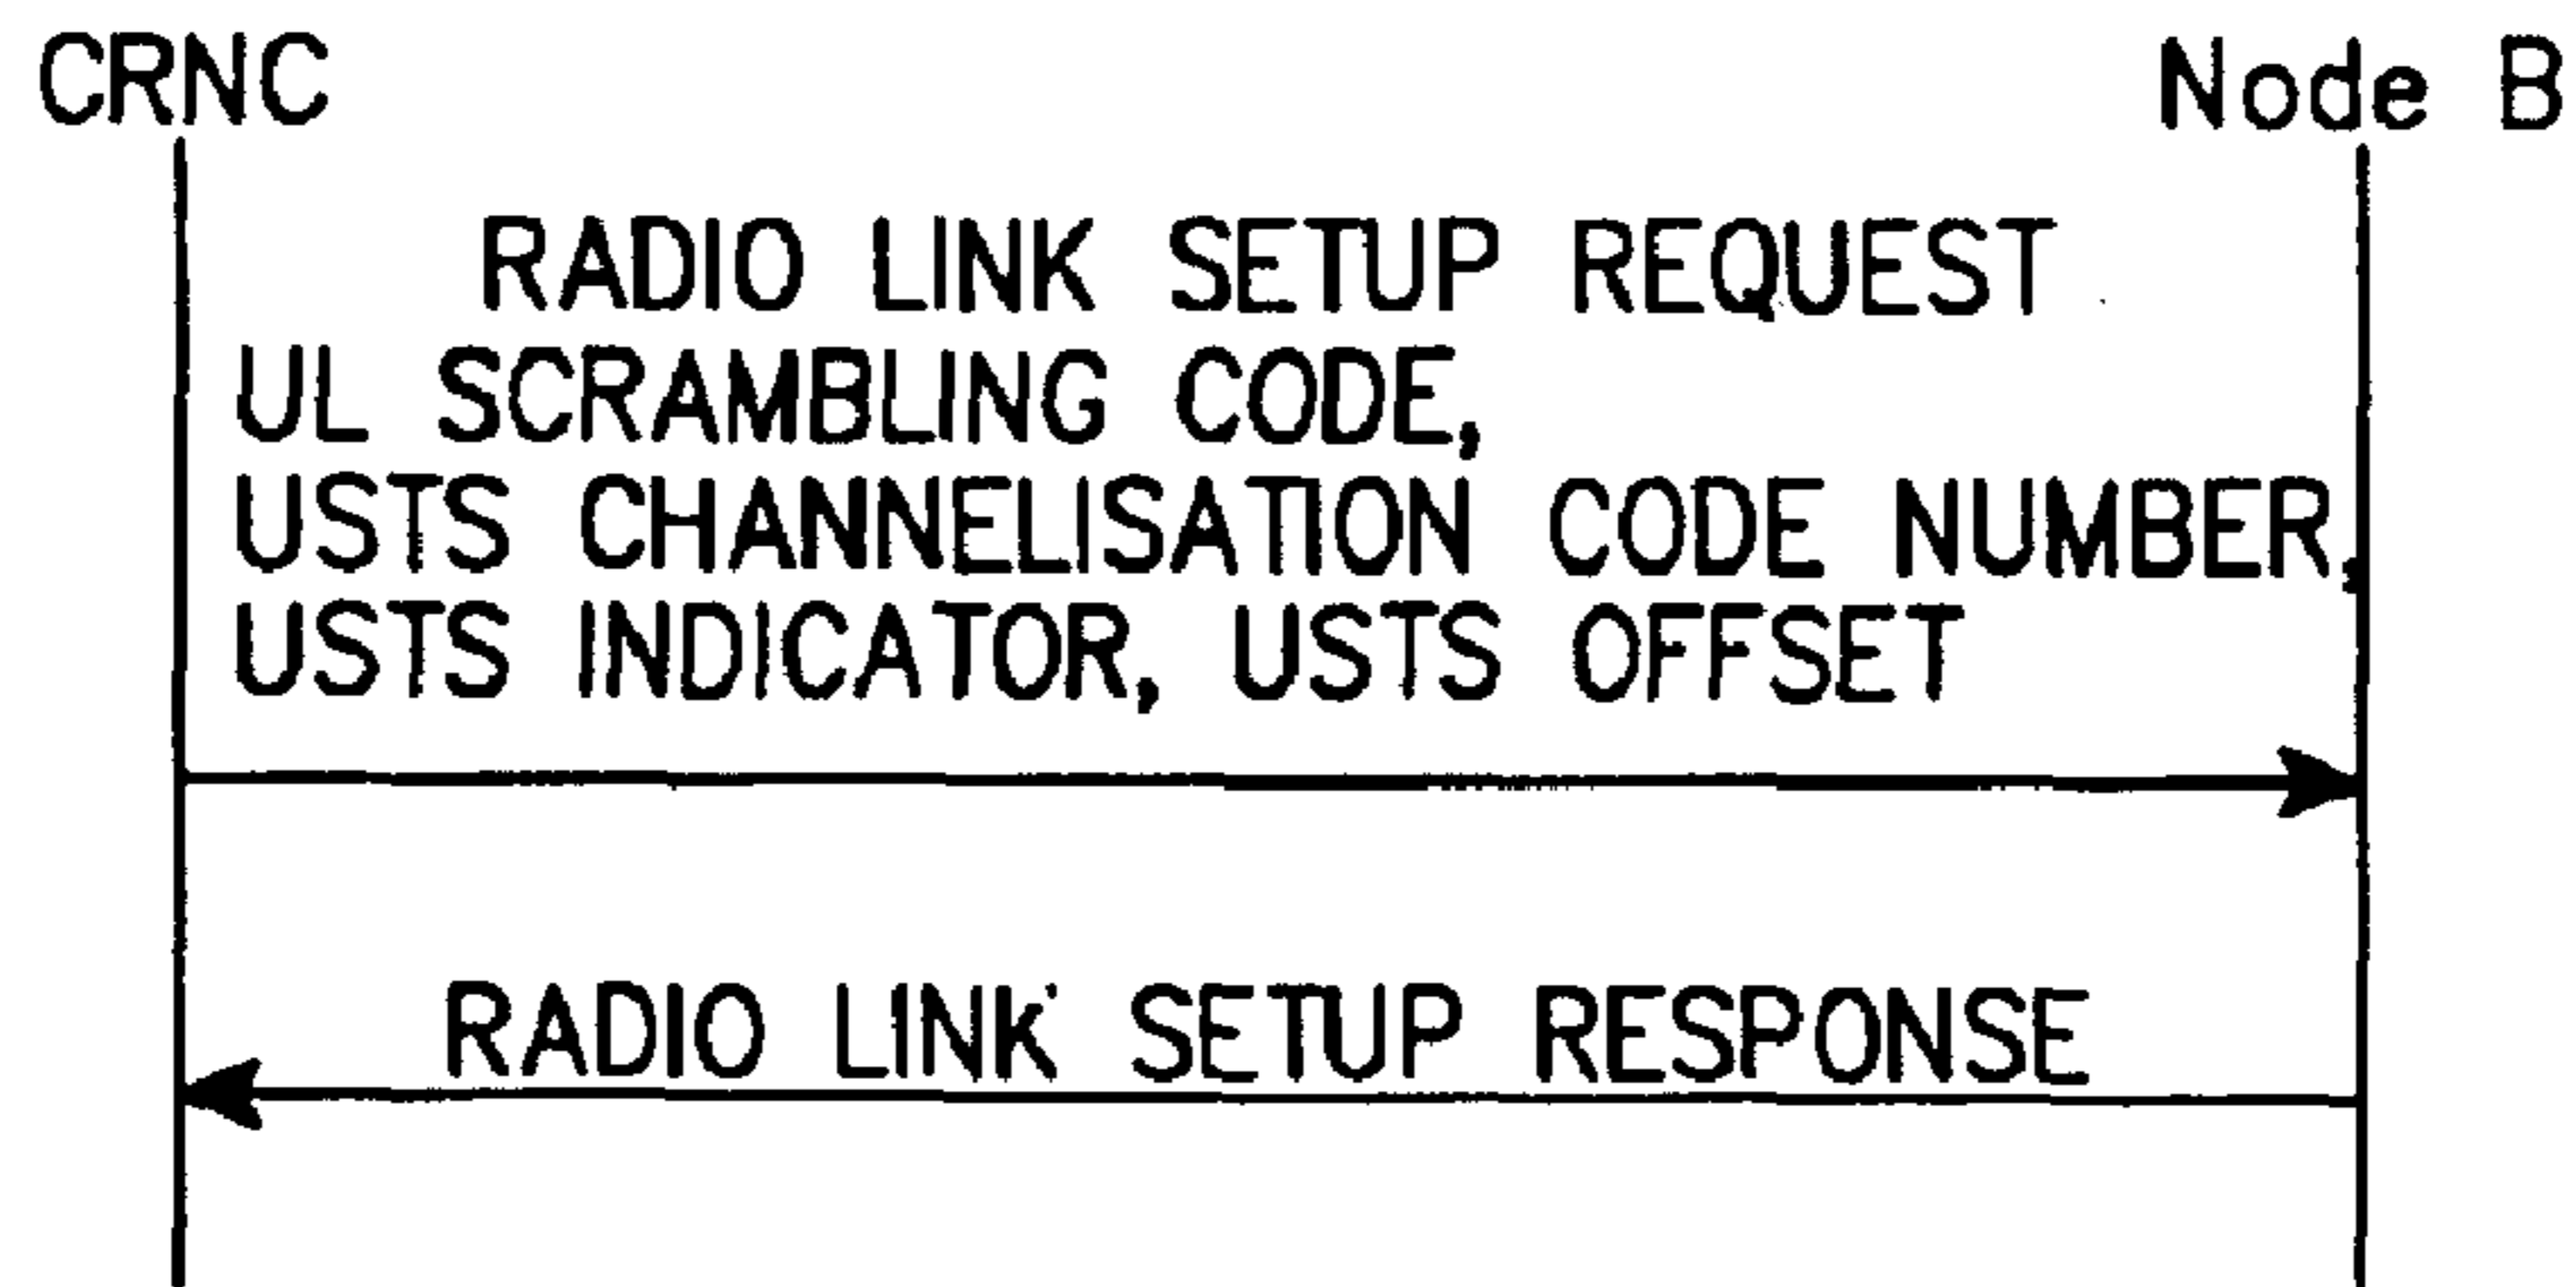 CRNC Node B
RADIO LINK SETUP REQUEST
UL SCRAMBLING CODE,
USTS CHANNELISATION CODE NUMBER,
USTS INDICATOR, USTS OFFSET
RADIO LINK SETUP RESPONSE